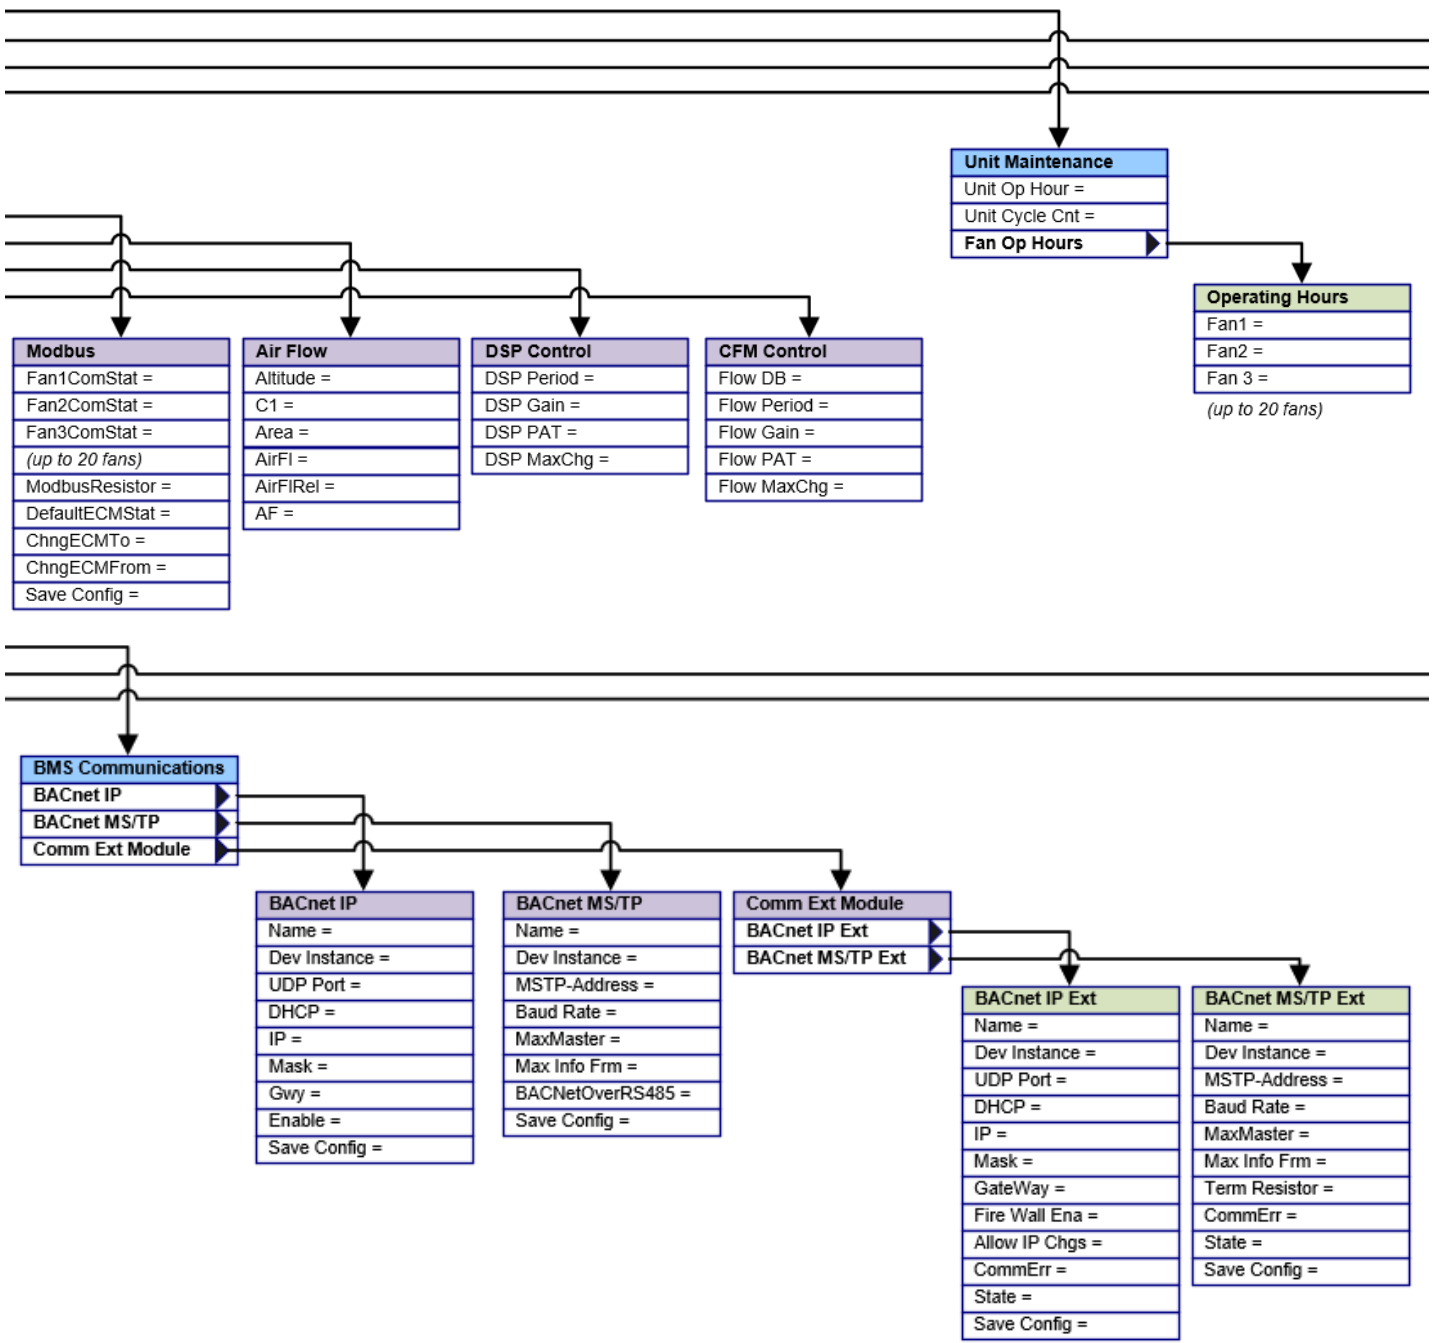 Unit Maintenance
Unit Op Hour =
Unit Cycle Cnt =
Fan Op Hours
Operating Hours
Fan1 =
Fan2 =
Fan 3 =
(up to 20 fans)
Modbus
Fan1ComStat =
Fan2ComStat =
Fan3ComStat =
(up to 20 fans)
ModbusResistor =
DefaultECMStat =
ChngECMTo =
ChngECMFrom =
Save Config =
Air Flow
Altitude =
C1 =
Area =
AirFl =
AirFlRel =
AF =
DSP Control
DSP Period =
DSP Gain =
DSP PAT =
DSP MaxChg =
CFM Control
Flow DB =
Flow Period =
Flow Gain =
Flow PAT =
Flow MaxChg =
BMS Communications
BACnet IP
BACnet MS/TP
Comm Ext Module
BACnet IP
Name =
Dev Instance =
UDP Port =
DHCP =
IP =
Mask =
Gwy =
Enable =
Save Config =
BACnet MS/TP
Name =
Dev Instance =
MSTP-Address =
Baud Rate =
MaxMaster =
Max Info Frm =
BACNetOverRS485 =
Save Config =
Comm Ext Module
BACnet IP Ext
BACnet MS/TP Ext
BACnet IP Ext
Name =
Dev Instance =
UDP Port =
DHCP =
IP =
Mask =
GateWay =
Fire Wall Ena =
Allow IP Chgs =
CommErr =
State =
Save Config =
BACnet MS/TP Ext
Name =
Dev Instance =
MSTP-Address =
Baud Rate =
MaxMaster =
Max Info Frm =
Term Resistor =
CommErr =
State =
Save Config =